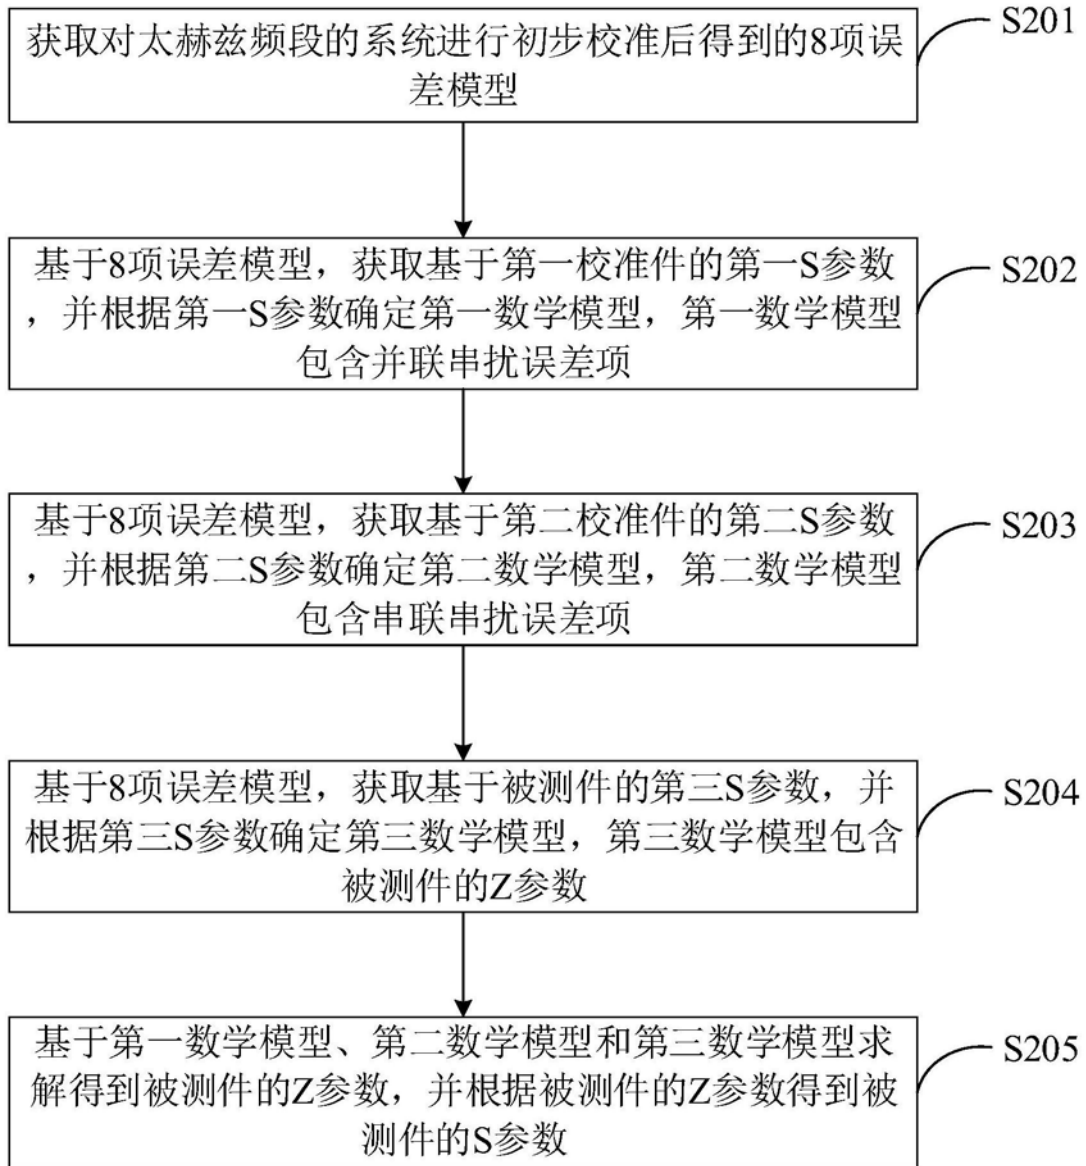 获取对太赫兹频段的系统进行初步校准后得到的8项误
差模型
S201
基于8项误差模型，获取基于第一校准件的第一S参数
，并根据第一S参数确定第一数学模型，第一数学模型
包含并联串扰误差项
S202
基于8项误差模型，获取基于第二校准件的第二S参数
，并根据第二S参数确定第二数学模型，第二数学模型
包含串联串扰误差项
S203
基于8项误差模型，获取基于被测件的第三S参数，并
根据第三S参数确定第三数学模型，第三数学模型包含
被测件的Z参数
S204
基于第一数学模型、第二数学模型和第三数学模型求
解得到被测件的Z参数，并根据被测件的Z参数得到被
测件的S参数
S205